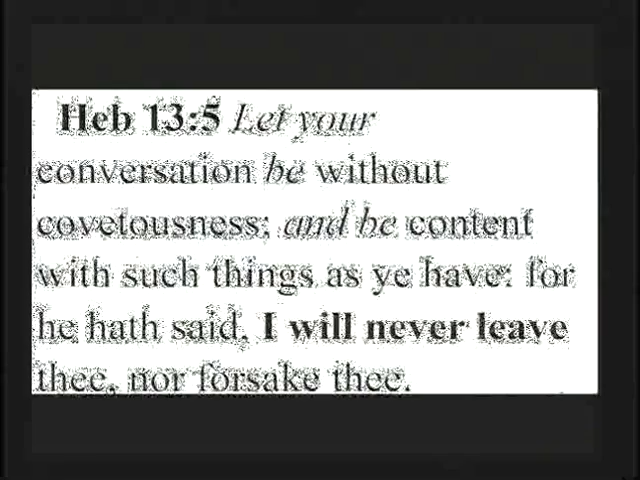 Heb 13:5 Let your
conversation be without
covetousness; and be content
with such things as ye have: for
he hath said, I will never leave
thee, nor forsake thee.